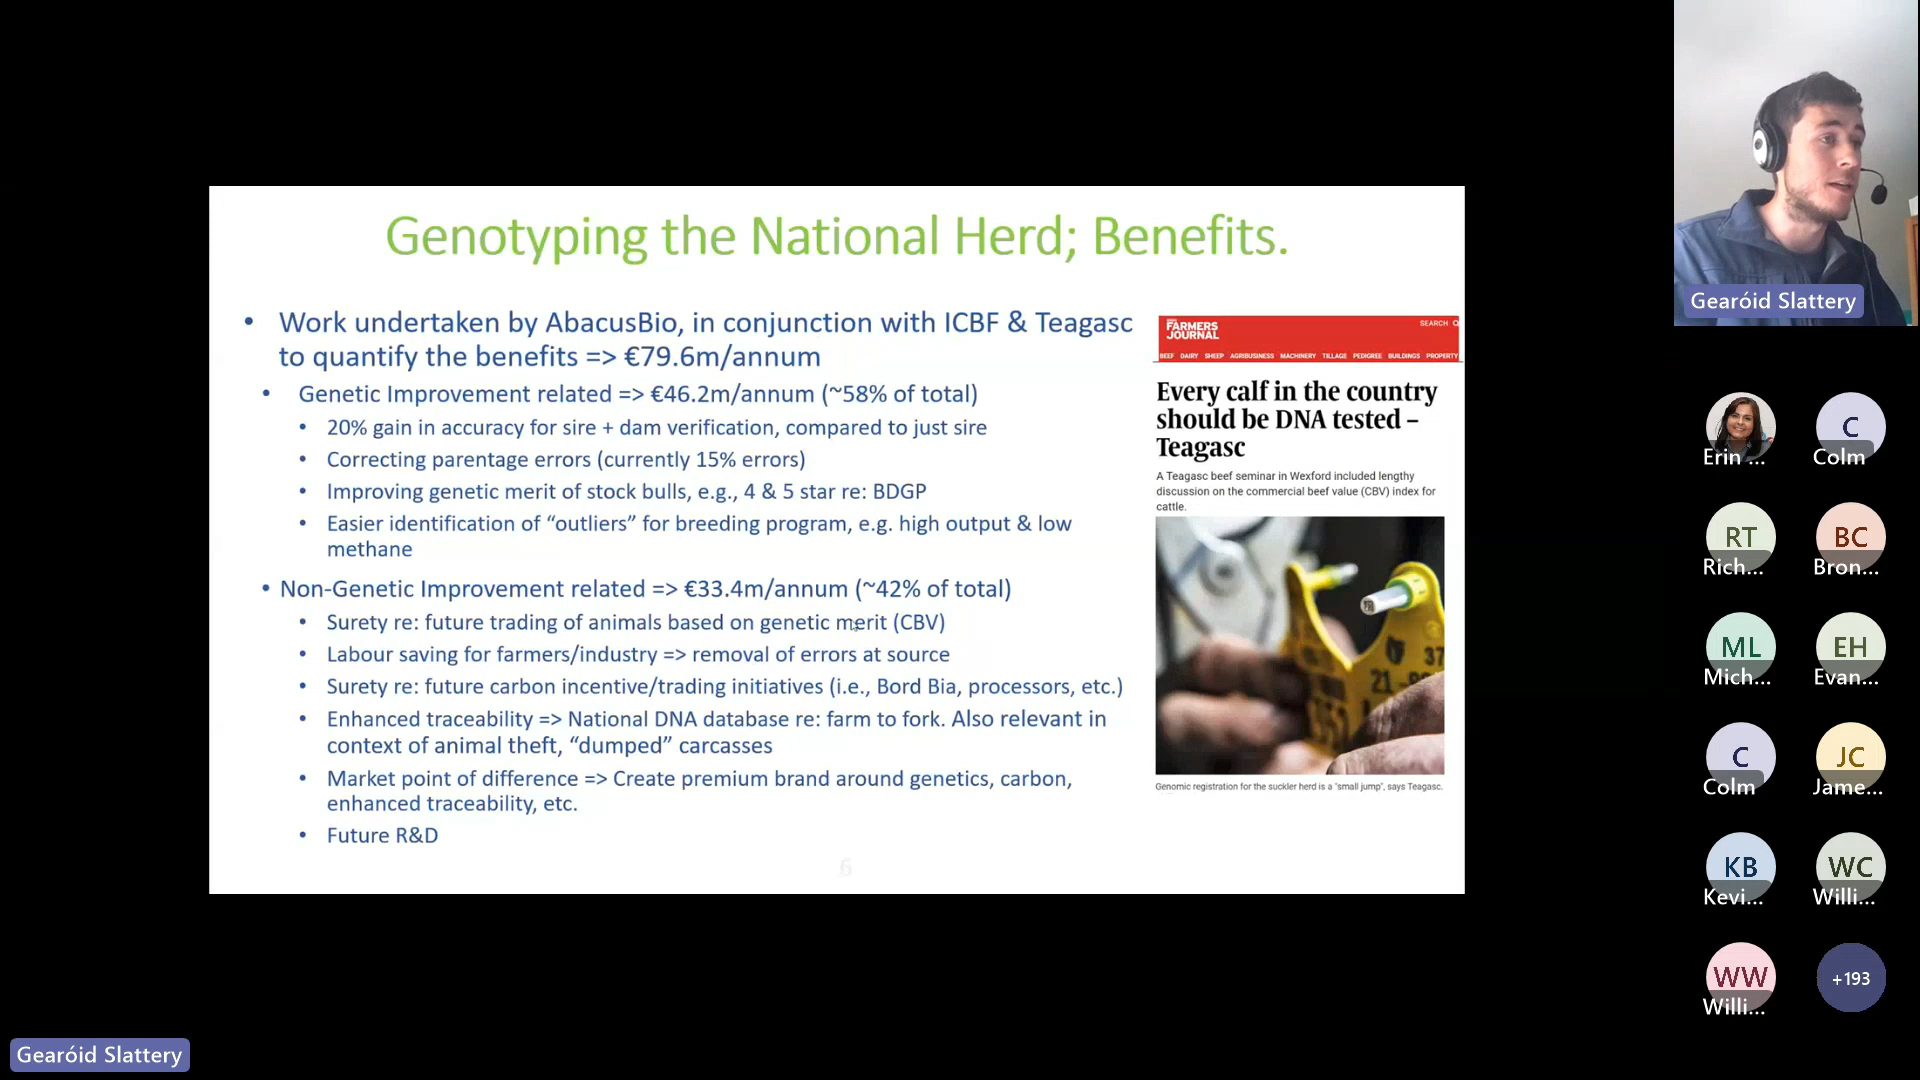 Genotyping the National Herd; Benefits.
• Work undertaken by AbacusBio, in conjunction with ICBF & Teagasc
to quantify the benefits => €79.6m/annum
• Genetic Improvement related => €46.2m/annum (~58% of total)
• 20% gain in accuracy for sire + dam verification, compared to just sire
• Correcting parentage errors (currently 15% errors)
• Improving genetic merit of stock bulls, e.g., 4 & 5 star re: BDGP
• Easier identification of “outliers” for breeding program, e.g. high output & low
methane
• Non-Genetic Improvement related => €33.4m/annum (~42% of total)
• Surety re: future trading of animals based on genetic merit (CBV)
• Labour saving for farmers/industry => removal of errors at source
• Surety re: future carbon incentive/trading initiatives (i.e., Bord Bia, processors, etc.)
• Enhanced traceability => National DNA database re: farm to fork. Also relevant in
context of animal theft, “dumped” carcasses
• Market point of difference => Create premium brand around genetics, carbon,
enhanced traceability, etc.
• Future R&D
6
FARMERS
JOURNAL
SEARCH
BEEF DAIRY SHEEP AGRIBUSINESS MACHINERY TILLAGE PEDIGREE BUILDINGS PROPERTY
Every calf in the country
should be DNA tested –
Teagasc
A Teagasc beef seminar in Wexford included lengthy
discussion on the commercial beef value (CBV) index for
cattle.
37
Genomic registration for the suckler herd is a "small jump", says Teagasc.
Gearóid Slattery
Erin ...
C
Colm
RT
Rich...
BC
Bron...
ML
Mich...
EH
Evan...
C
Colm
JC
Jame...
KB
Kevi...
WC
Willi...
WW
Willi...
+193
Gearóid Slattery